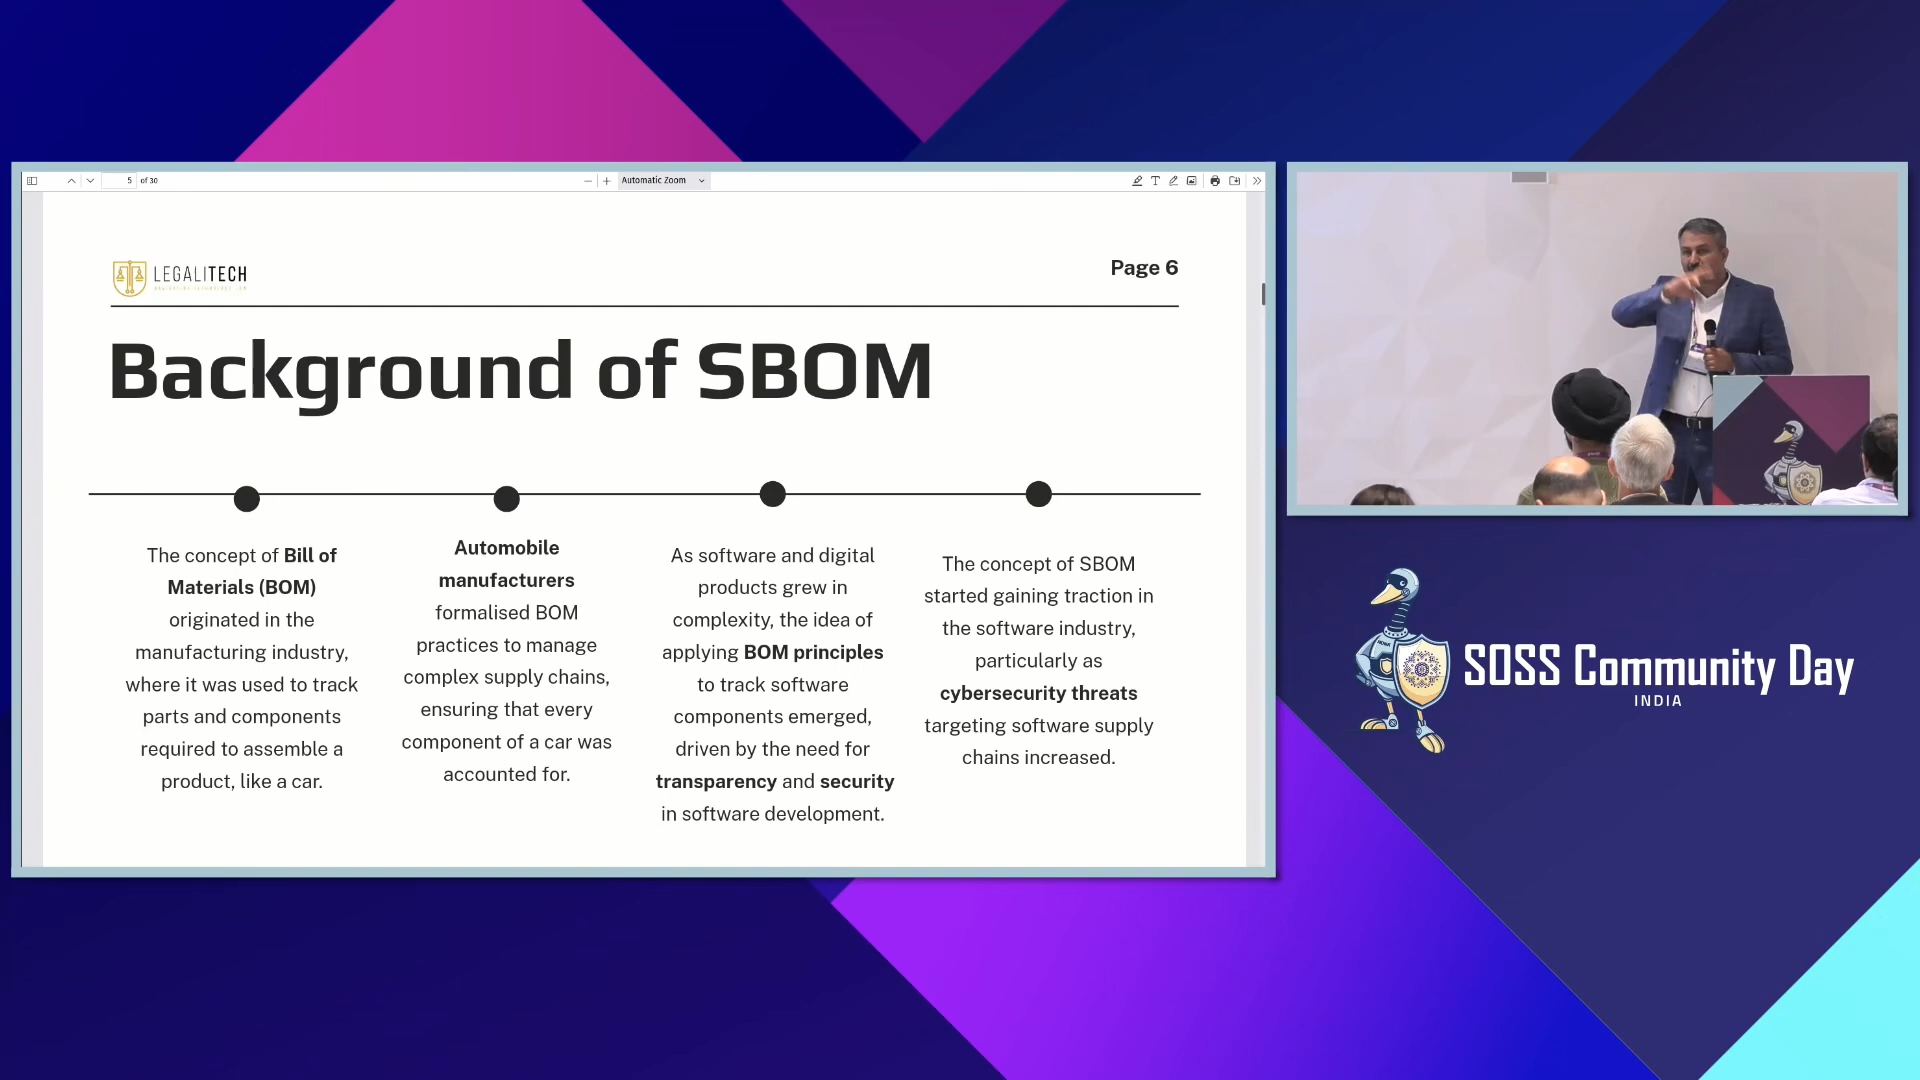 5 of 30
Automatic Zoom
LEGALITECH
Page 6
Background of SBOM
The concept of Bill of
Materials (BOM)
originated in the
manufacturing industry,
where it was used to track
parts and components
required to assemble a
product, like a car.
Automobile
manufacturers
formalised BOM
practices to manage
complex supply chains,
ensuring that every
component of a car was
accounted for.
As software and digital
products grew in
complexity, the idea of
applying BOM principles
to track software
components emerged,
driven by the need for
transparency and security
in software development.
The concept of SBOM
started gaining traction in
the software industry,
particularly as
cybersecurity threats
targeting software supply
chains increased.
SOSS Community Day
INDIA